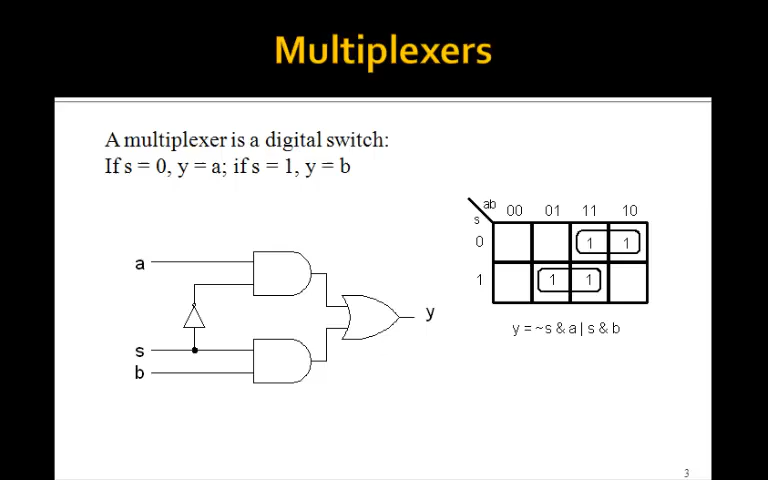 Multiplexers
A multiplexer is a digital switch:
If s = 0, y = a; if s = 1, y = b
ab
s
00 01 11 10
0 1 1
1 1 1
y = ~s & a | s & b
a
s
b
y
3